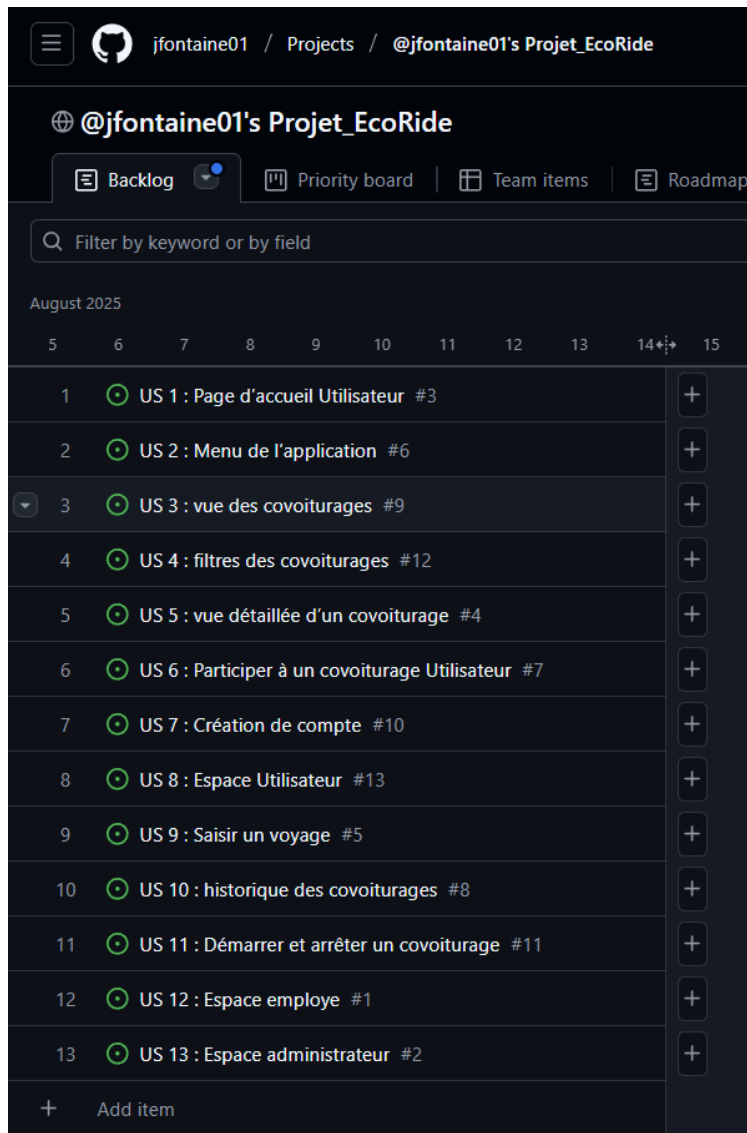 jfontaine01 / Projects / @jfontaine01's Projet_EcoRide
@jfontaine01's Projet_EcoRide
Backlog Priority board Team items Roadmap
Filter by keyword or by field
August 2025
5 6 7 8 9 10 11 12 13 14 15
1 US 1 : Page d’accueil Utilisateur #3
2 US 2 : Menu de l’application #6
3 US 3 : vue des covoiturages #9
4 US 4 : filtres des covoiturages #12
5 US 5 : vue détaillée d’un covoiturage #4
6 US 6 : Participer à un covoiturage Utilisateur #7
7 US 7 : Création de compte #10
8 US 8 : Espace Utilisateur #13
9 US 9 : Saisir un voyage #5
10 US 10 : historique des covoiturages #8
11 US 11 : Démarrer et arrêter un covoiturage #11
12 US 12 : Espace employe #1
13 US 13 : Espace administrateur #2
+ Add item